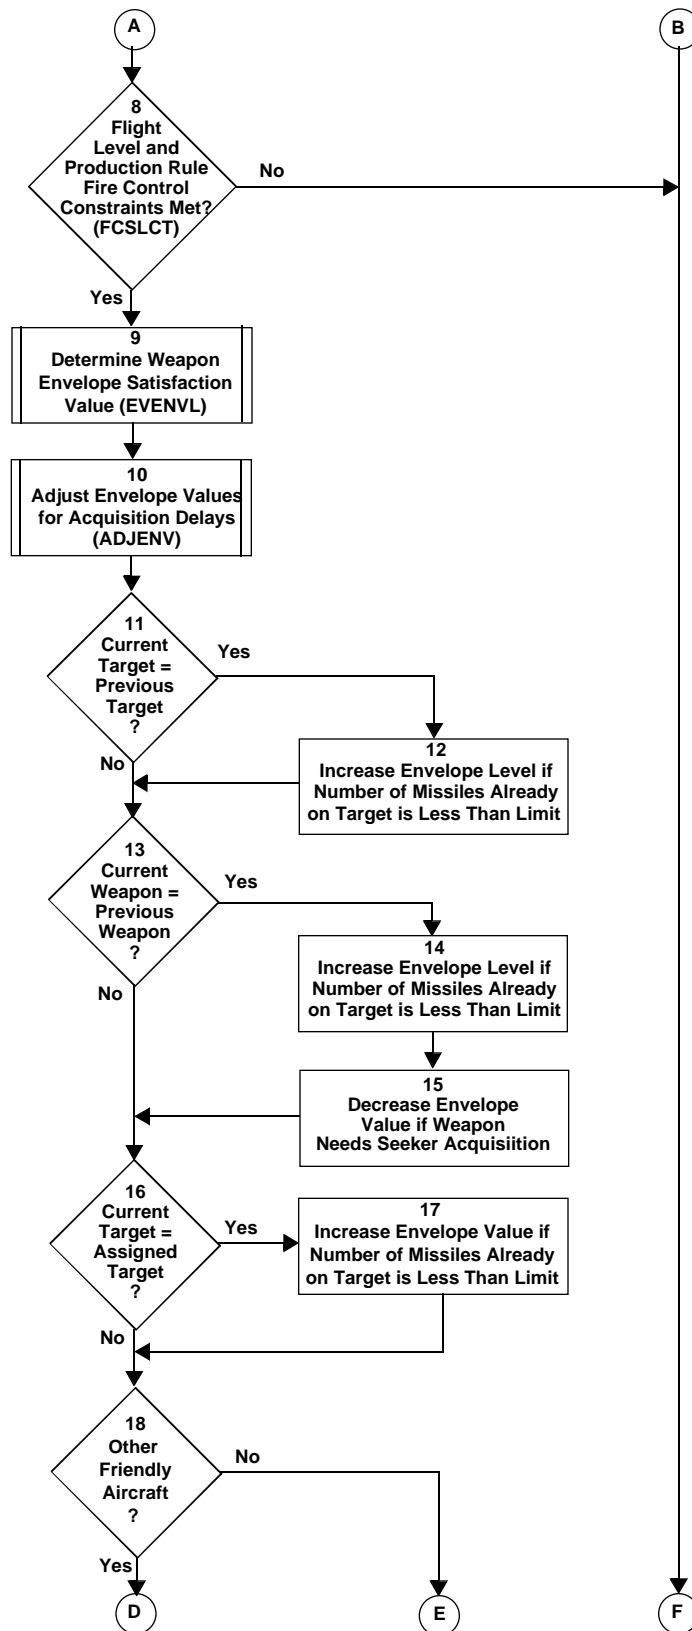 A
B
8
Flight
Level and
Production Rule
Fire Control
Constraints Met?
(FCSLCT)
No
Yes
9
Determine Weapon
Envelope Satisfaction
Value (EVENVL)
10
Adjust Envelope Values
for Acquisition Delays
(ADJENV)
11
Current
Target =
Previous
Target
?
Yes
No
12
Increase Envelope Level if
Number of Missiles Already
on Target is Less Than Limit
13
Current
Weapon =
Previous
Weapon
?
Yes
No
14
Increase Envelope Level if
Number of Missiles Already
on Target is Less Than Limit
15
Decrease Envelope
Value if Weapon
Needs Seeker Acquisiition
16
Current
Target =
Assigned
Target
?
Yes
No
17
Increase Envelope Value if
Number of Missiles Already
on Target is Less Than Limit
18
Other
Friendly
Aircraft
?
No
Yes
D
E
F